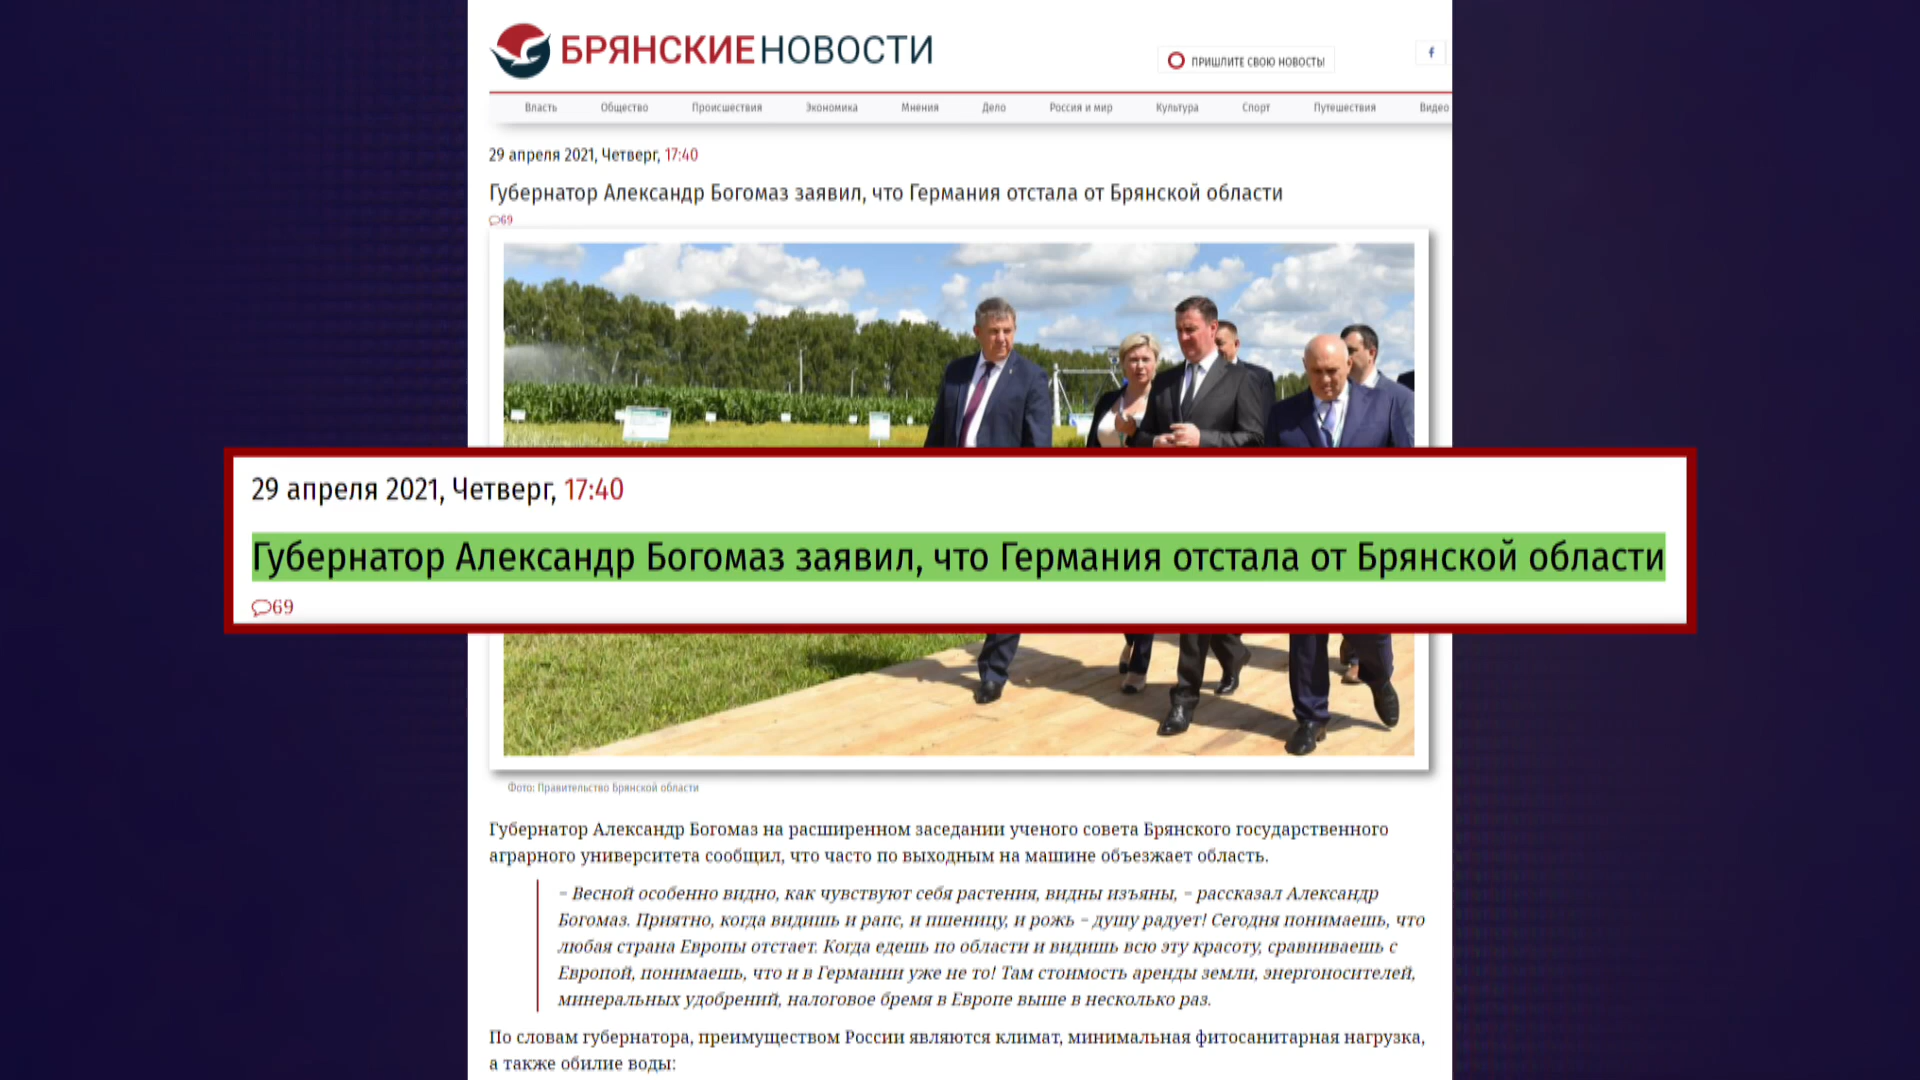 БРЯНСКИЕНОВОСТИ
ПРИШЛИТЕ СВОЮ НОВОСТЬ!
f
Власть Общество Происшествия Экономика Мнения Дело Россия и мир Культура Спорт Путешествия Видео
29 апреля 2021, Четверг, 17:40
Губернатор Александр Богомаз заявил, что Германия отстала от Брянской области
69
29 апреля 2021, Четверг, 17:40
Губернатор Александр Богомаз заявил, что Германия отстала от Брянской области
69
Фото: Правительство Брянской области
Губернатор Александр Богомаз на расширенном заседании ученого совета Брянского государственного
аграрного университета сообщил, что часто по выходным на машине объезжает область.
– Весной особенно видно, как чувствуют себя растения, видны изъяны, – рассказал Александр
Богомаз. Приятно, когда видишь и рапс, и пшеницу, и рожь – душу радует! Сегодня понимаешь, что
любая страна Европы отстает. Когда едешь по области и видишь всю эту красоту, сравниваешь с
Европой, понимаешь, что и в Германии уже не то! Там стоимость аренды земли, энергоносителей,
минеральных удобрений, налоговое бремя в Европе выше в несколько раз.
По словам губернатора, преимуществом России являются климат, минимальная фитосанитарная нагрузка,
а также обилие воды: